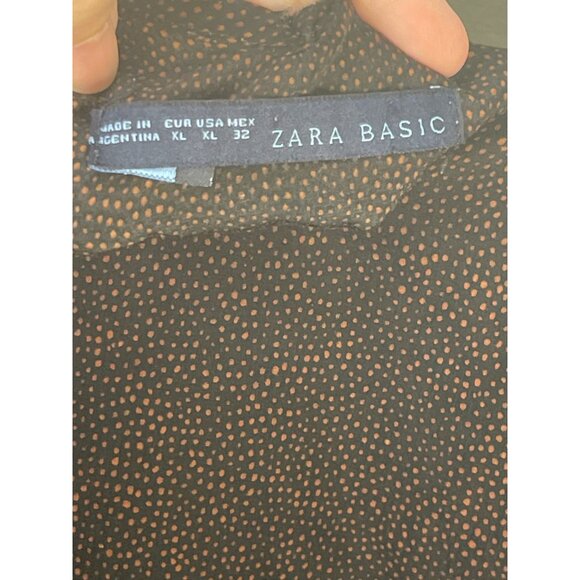 MADE IN EUR USA MEX
ARGENTINA XL XL 32
ZARA BASIC